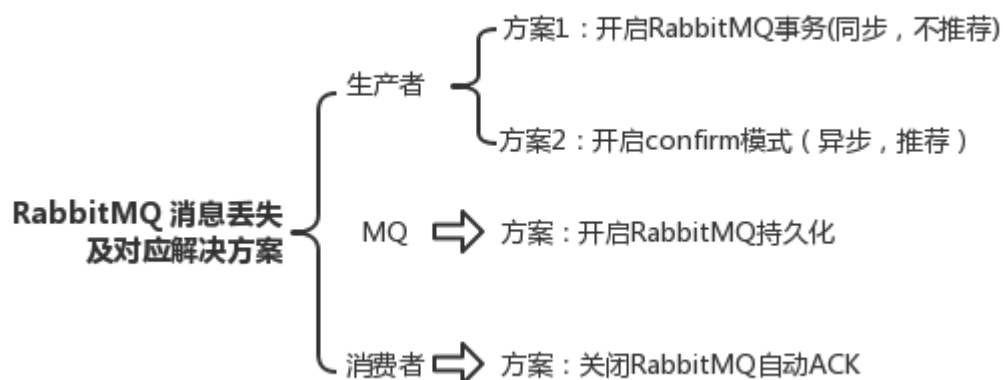 RabbitMQ 消息丢失
及对应解决方案
生产者
方案1：开启RabbitMQ事务(同步，不推荐)
方案2：开启confirm模式（异步，推荐）
MQ
方案：开启RabbitMQ持久化
消费者
方案：关闭RabbitMQ自动ACK